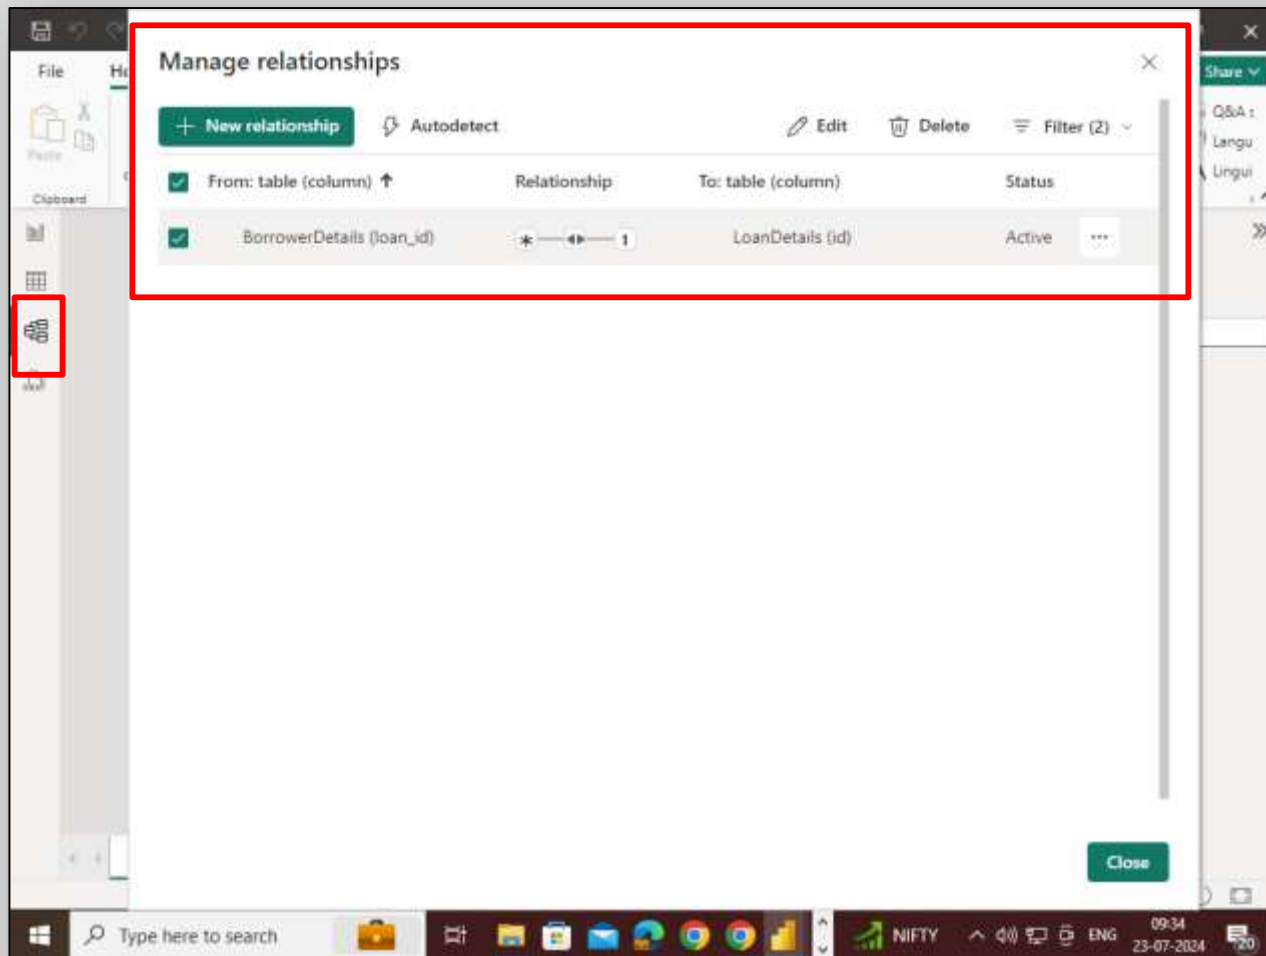 File
Manage relationships
Share
New relationship
Autodetect
Edit
Delete
Filter (2)
Paste
Clipboard
Q&A
From: table (column) ↑
Relationship
To: table (column)
Status
BorrowerDetails (loan_id)
* 1
LoanDetails (id)
Active
...
Close
Type here to search
NIFTY
ENG
09:34
23-07-2024
20